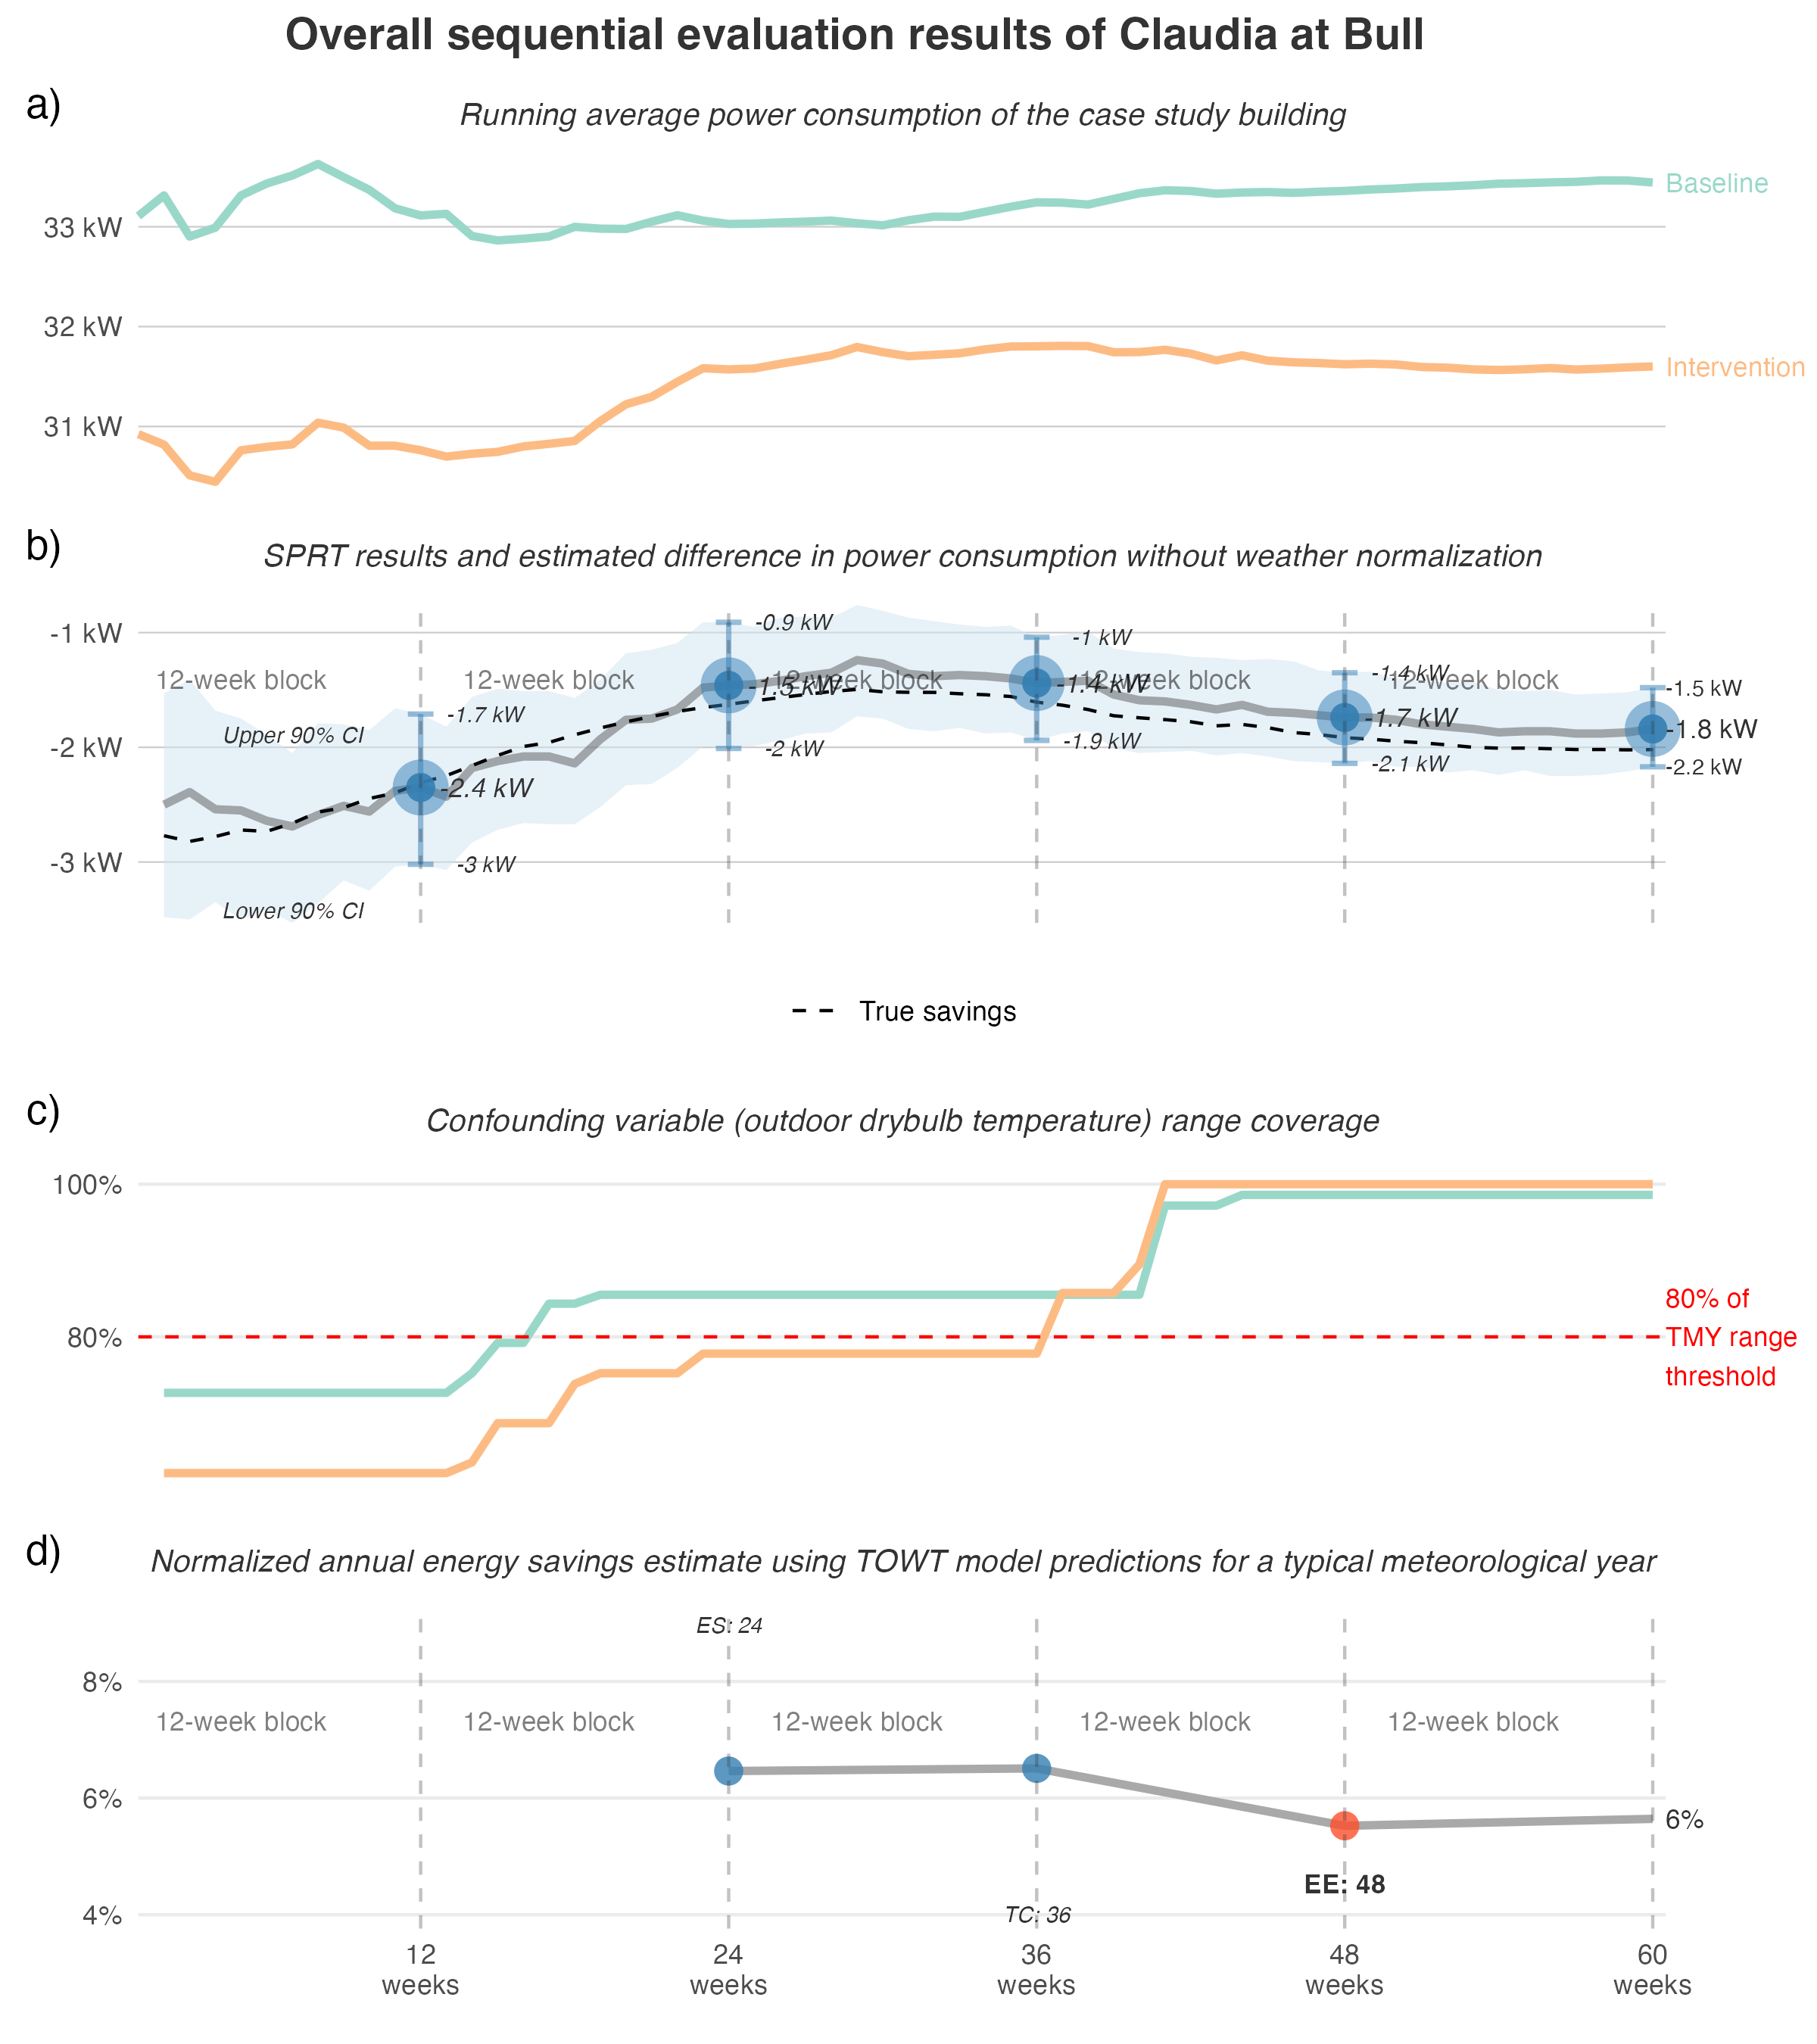 Overall sequential evaluation results of Claudia at Bull
a)
Running average power consumption of the case study building
Baseline
33 kW
32 kW
Intervention
31 kW
b)
SPRT results and estimated difference in power consumption without weather normalization
-0.9 kW
-1 kW
-1 kW
-1.4 kW
12-week block
12-week block
12-week block
12-week block
12-week block
-1.5 kW
-1.4 kW
-1.5 kW
-1.7 kW
-1.7 kW
-1.8 kW
Upper 90% CI
-2 kW
-2 kW
-1.9 kW
-2.1 kW
-2.2 kW
-2.4 kW
-3 kW
-3 kW
Lower 90% CI
True savings
c)
Confounding variable (outdoor drybulb temperature) range coverage
100%
80%
80% of
TMY range
threshold
d)
Normalized annual energy savings estimate using TOWT model predictions for a typical meteorological year
ES: 24
8%
12-week block
12-week block
12-week block
12-week block
12-week block
6%
6%
EE: 48
4%
TC: 36
12
weeks
24
weeks
36
weeks
48
weeks
60
weeks